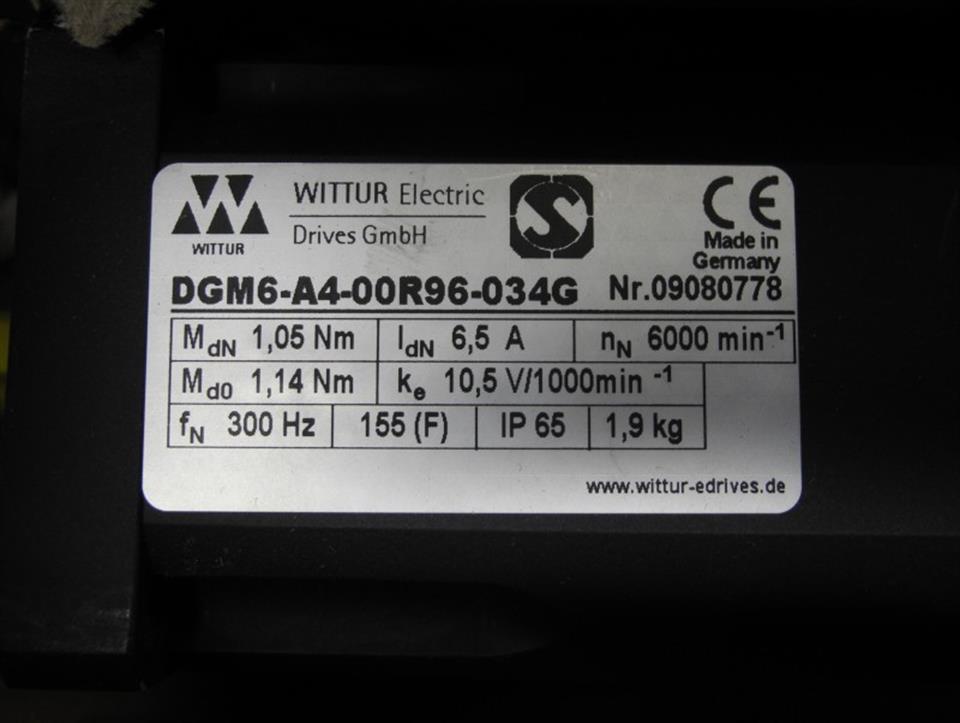 WITTUR
WITTUR Electric
Drives GmbH
S
CE
Made in
Germany
DGM6-A4-00R96-034G Nr.09080778
MdN 1,05 Nm IdN 6,5 A nN 6000 min-1
Md0 1,14 Nm ke 10,5 V/1000min -1
fN 300 Hz 155 (F) IP 65 1,9 kg
www.wittur-edrives.de